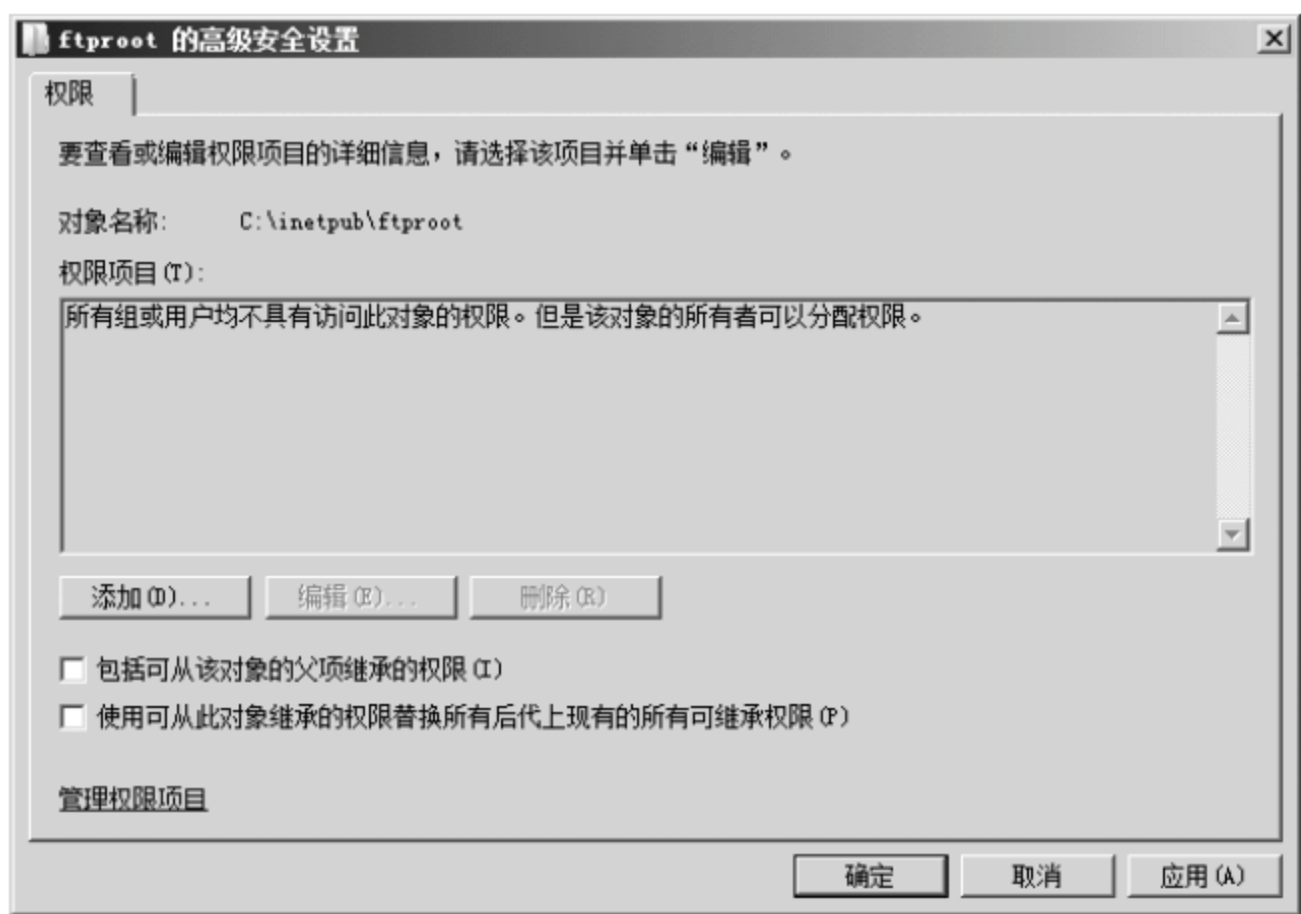 ftproot 的高级安全设置
权限
要查看或编辑权限项目的详细信息，请选择该项目并单击“编辑”。
对象名称: C:\inetpub\ftproot
权限项目(T):
所有组或用户均不具有访问此对象的权限。但是该对象的所有者可以分配权限。
添加(D)... 编辑(E)... 删除(R)
包括可从该对象的父项继承的权限(I)
使用可从此对象继承的权限替换所有后代上现有的所有可继承权限(P)
管理权限项目
确定 取消 应用(A)